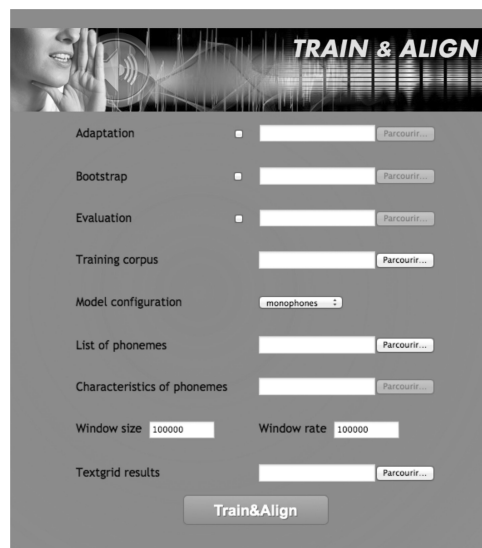 TRAIN & ALIGN
Adaptation Parcourir...
Bootstrap Parcourir...
Evaluation Parcourir...
Training corpus Parcourir...
Model configuration monophones
List of phonemes Parcourir...
Characteristics of phonemes Parcourir...
Window size 100000 Window rate 100000
Textgrid results Parcourir...
Train&Align